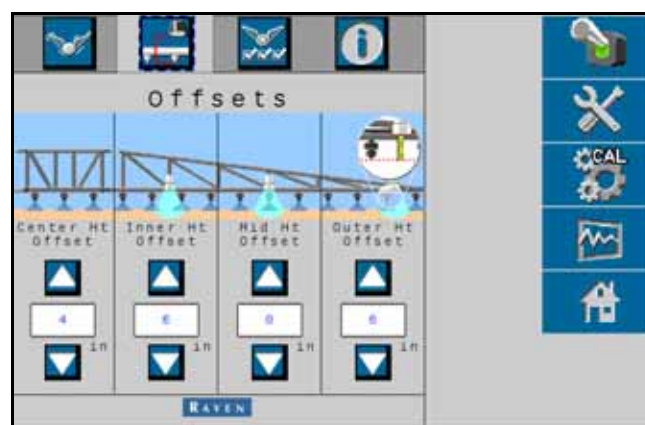 Offsets
Center Ht Offset
Inner Ht Offset
Mid Ht Offset
Outer Ht Offset
4
in
in
in
in
RAVEN
CAL